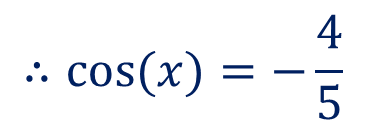 ∴ cos(x) = −4/5